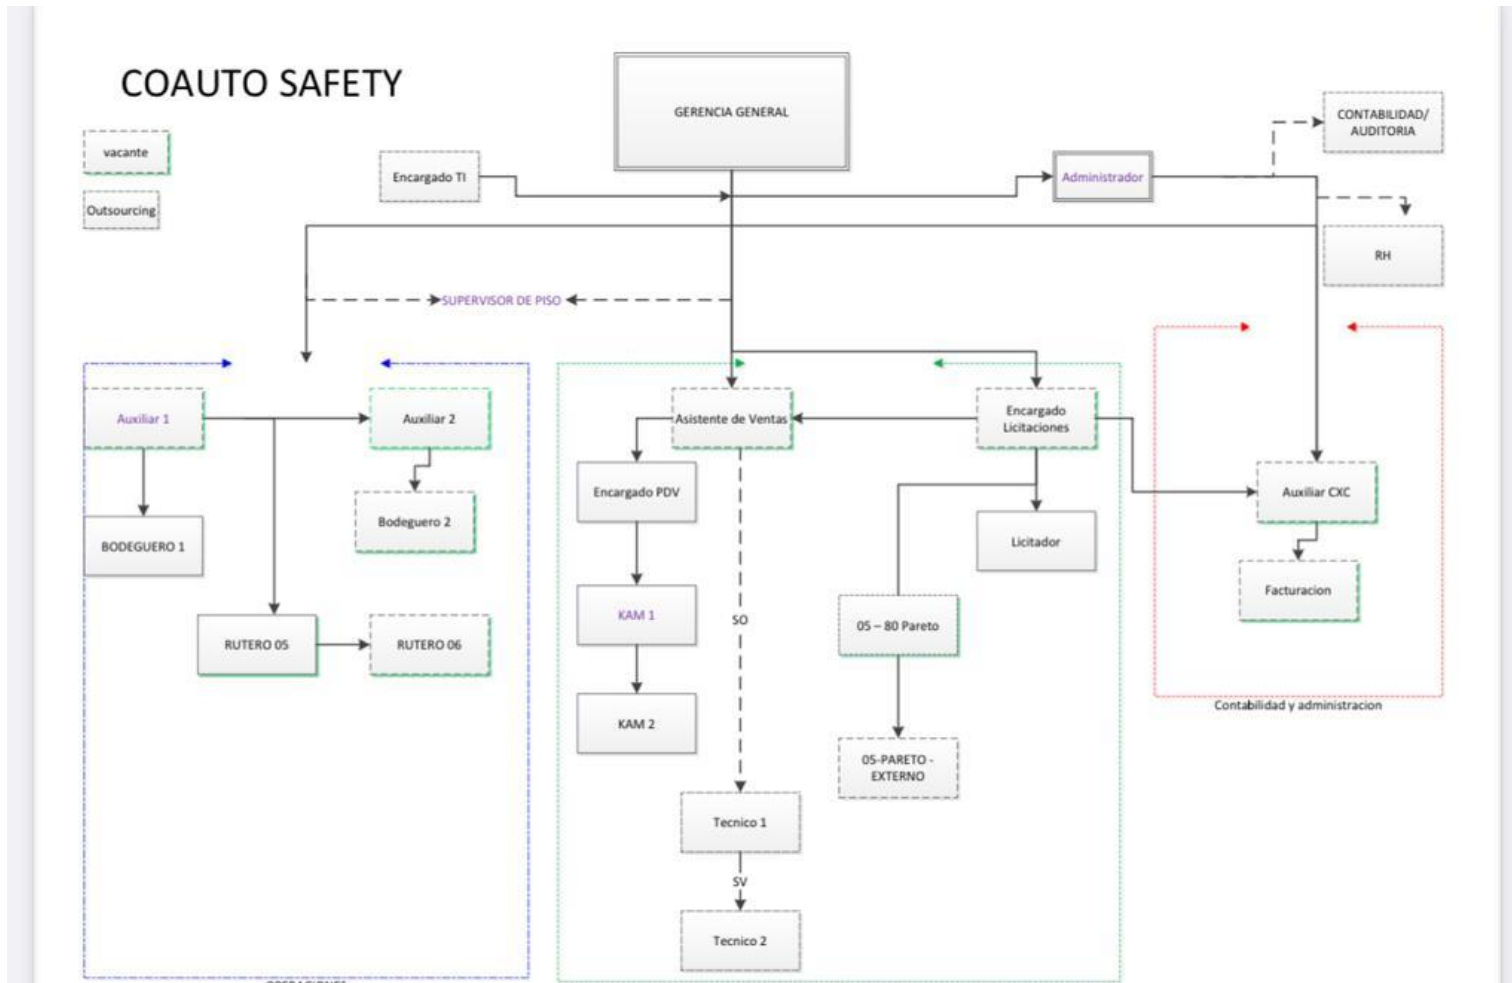 COAUTO SAFETY
GERENCIA GENERAL
CONTABILIDAD/
AUDITORIA
vacante
Encargado TI
Administrador
Outsourcing
RH
SUPERVISOR DE PISO
Auxiliar 1
Auxiliar 2
Asistente de Ventas
Encargado
Licitaciones
Encargado PDV
Auxiliar CXC
Bodeguero 2
BODEGUERO 1
Licitador
Facturacion
KAM 1
SO
05 – 80 Pareto
RUTERO 05
RUTERO 06
Contabilidad y administracion
KAM 2
05-PARETO -
EXTERNO
Tecnico 1
SV
Tecnico 2
OPERACIONES